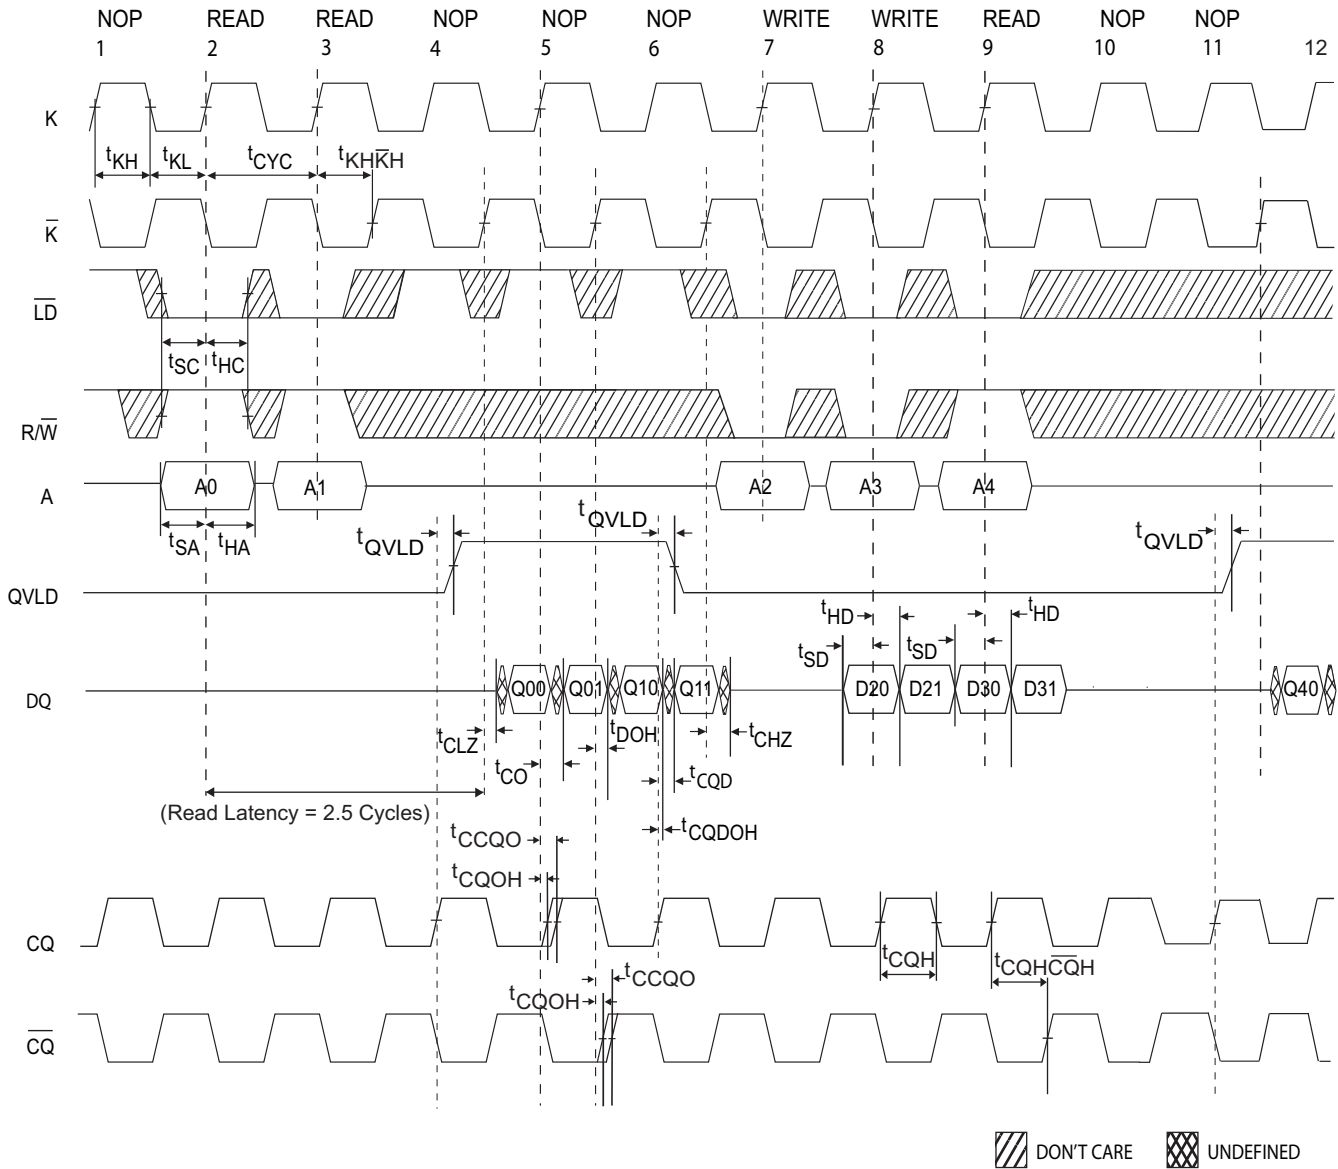 NOP READ READ NOP NOP NOP WRITE WRITE READ NOP NOP
1 2 3 4 5 6 7 8 9 10 11 12
K
tKH tKL tCYC tKHK̅H
K̅
L̅D̅
tSC tHC
R/W̅
A A0 A1 A2 A3 A4
tSA tHA tQVLD tQVLD tQVLD
QVLD
tHD tHD
tSD tSD
DQ Q00 Q01 Q10 Q11 D20 D21 D30 D31 Q40
tCLZ tDOH tCHZ
tCO tCQD
(Read Latency = 2.5 Cycles)
tCQDOH
tCCQO
tCQOH
CQ
tCQH tCQHC̅Q̅H
tCCQO
tCQOH
C̅Q̅
DON'T CARE UNDEFINED